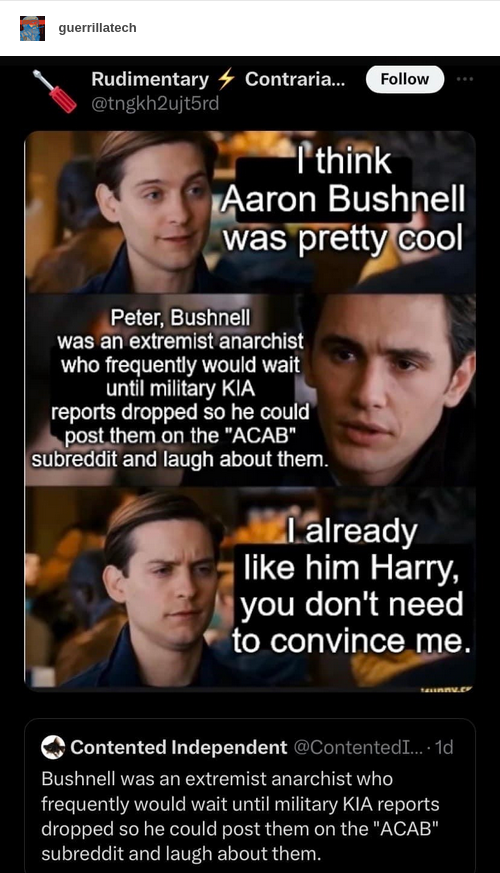 guerrillatech
Rudimentary ⚡ Contraria...
Follow
@tngkh2ujt5rd
I think
Aaron Bushnell
was pretty cool
Peter, Bushnell
was an extremist anarchist
who frequently would wait
until military KIA
reports dropped so he could
post them on the "ACAB"
subreddit and laugh about them.
I already
like him Harry,
you don't need
to convince me.
Contented Independent @ContentedI... · 1d
Bushnell was an extremist anarchist who
frequently would wait until military KIA reports
dropped so he could post them on the "ACAB"
subreddit and laugh about them.